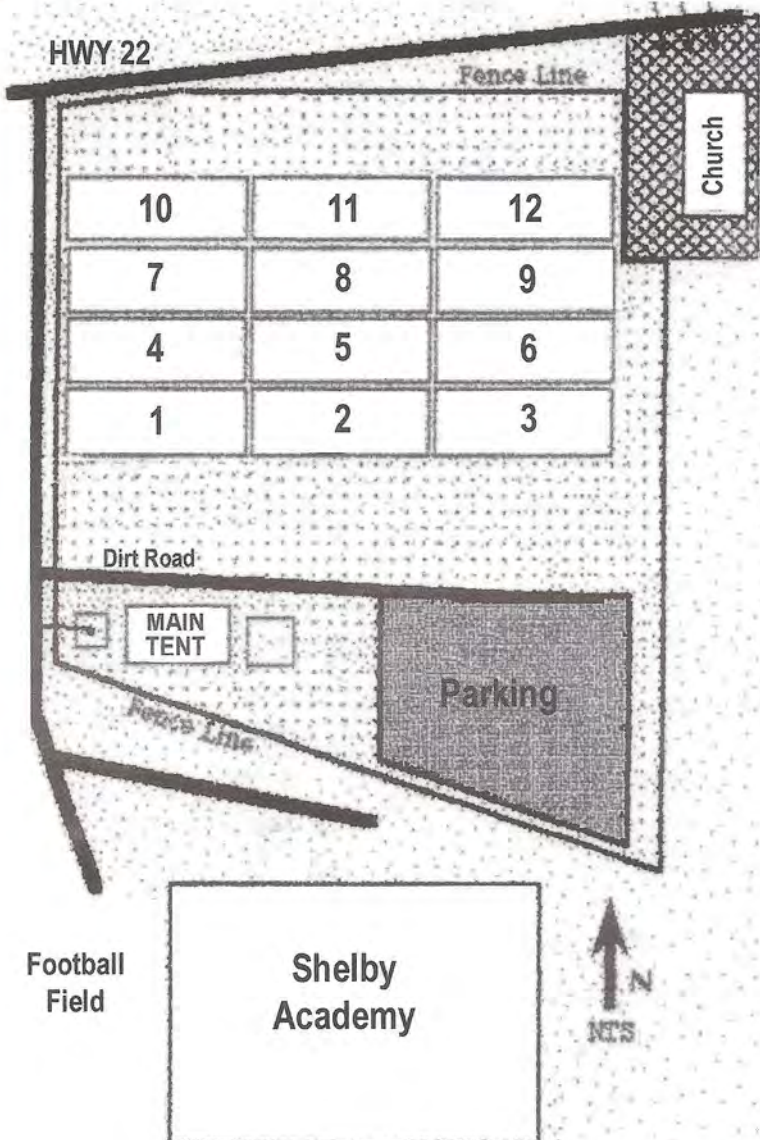 HWY 22
Fence Line
Church
10 11 12
7 8 9
4 5 6
1 2 3
Dirt Road
MAIN
TENT
Parking
Fence Line
Football
Field
Shelby
Academy
N
NTS